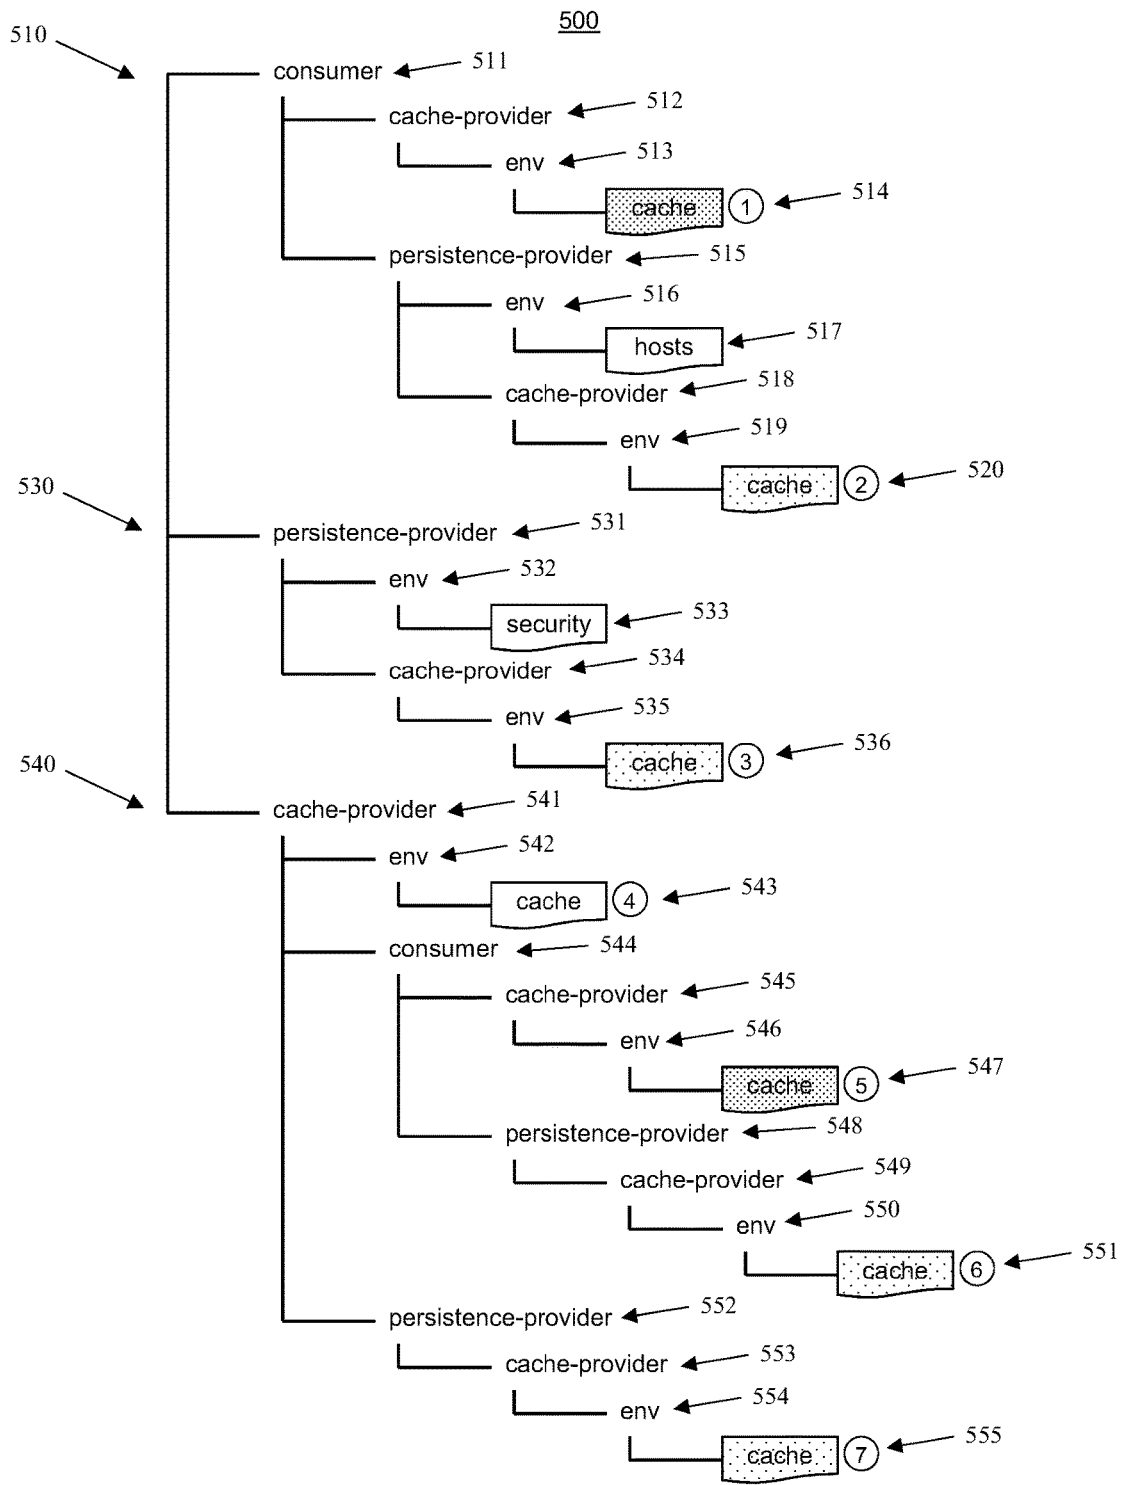 500
510
consumer 511
cache-provider 512
env 513
cache 1 514
persistence-provider 515
env 516
hosts 517
cache-provider 518
env 519
cache 2 520
530
persistence-provider 531
env 532
security 533
cache-provider 534
env 535
cache 3 536
540
cache-provider 541
env 542
cache 4 543
consumer 544
cache-provider 545
env 546
cache 5 547
persistence-provider 548
cache-provider 549
env 550
cache 6 551
persistence-provider 552
cache-provider 553
env 554
cache 7 555